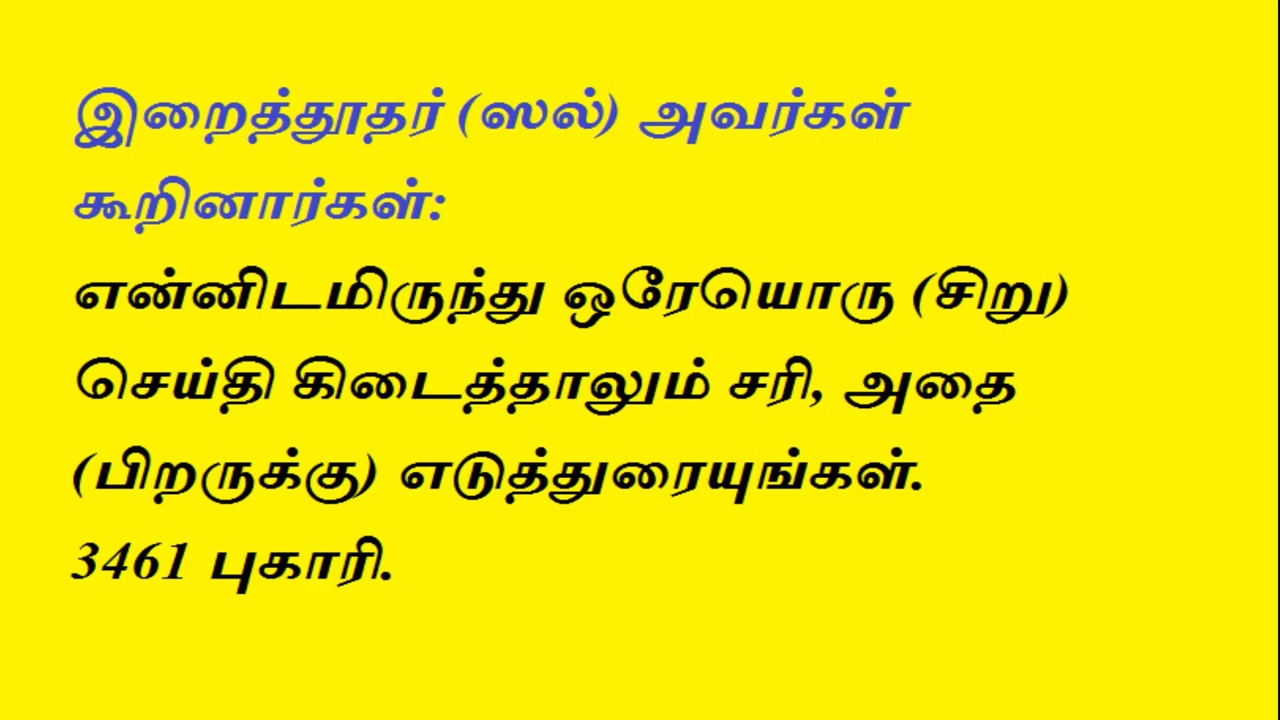 இறைத்தூதர் (ஸல்) அவர்கள்
கூறினார்கள்:
என்னிடமிருந்து ஒரேயொரு (சிறு)
செய்தி கிடைத்தாலும் சரி, அதை
(பிறருக்கு) எடுத்துரையுங்கள்.
3461 புகாரி.